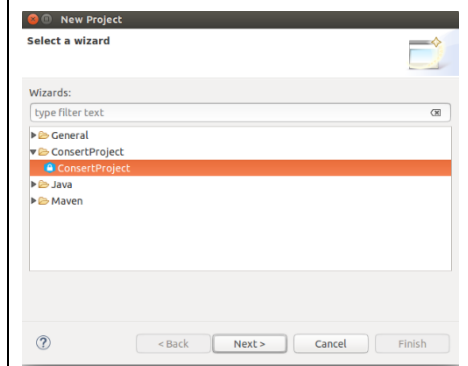 New Project
Select a wizard
Wizards:
type filter text
General
ConsertProject
ConsertProject
Java
Maven
? < Back Next > Cancel Finish